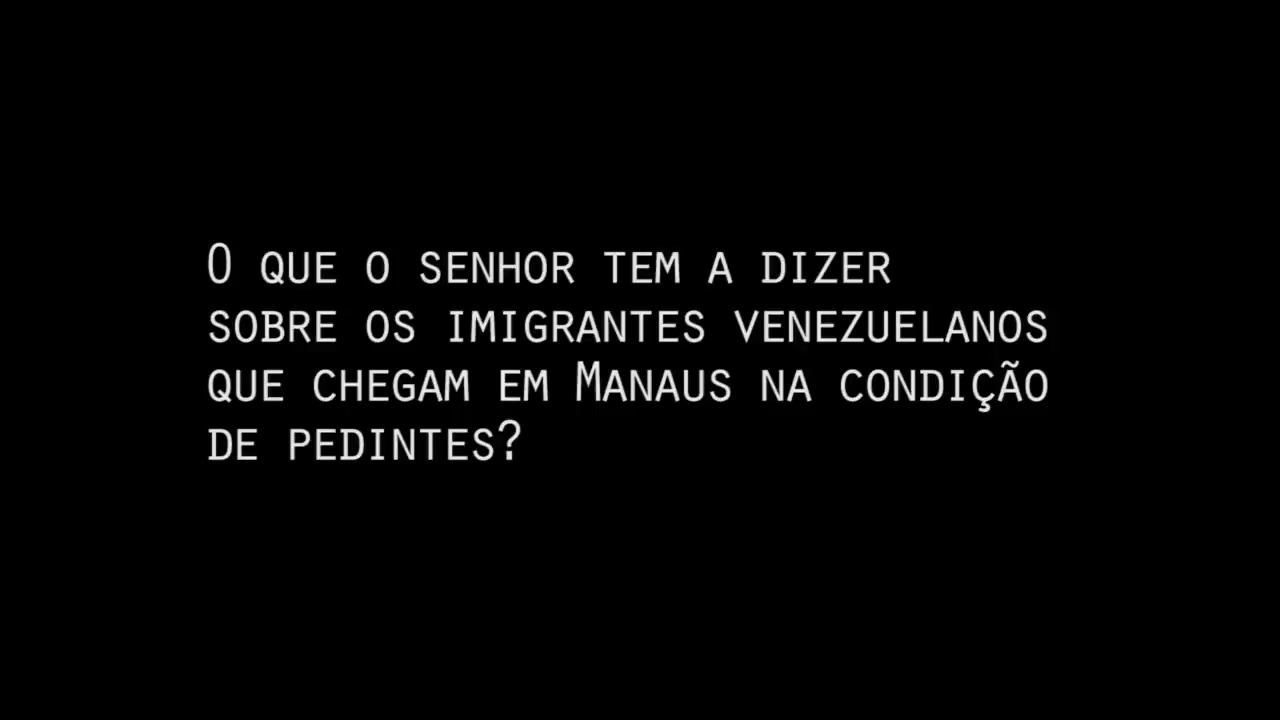 O que o senhor tem a dizer
sobre os imigrantes venezuelanos
que chegam em Manaus na condição
de pedintes?